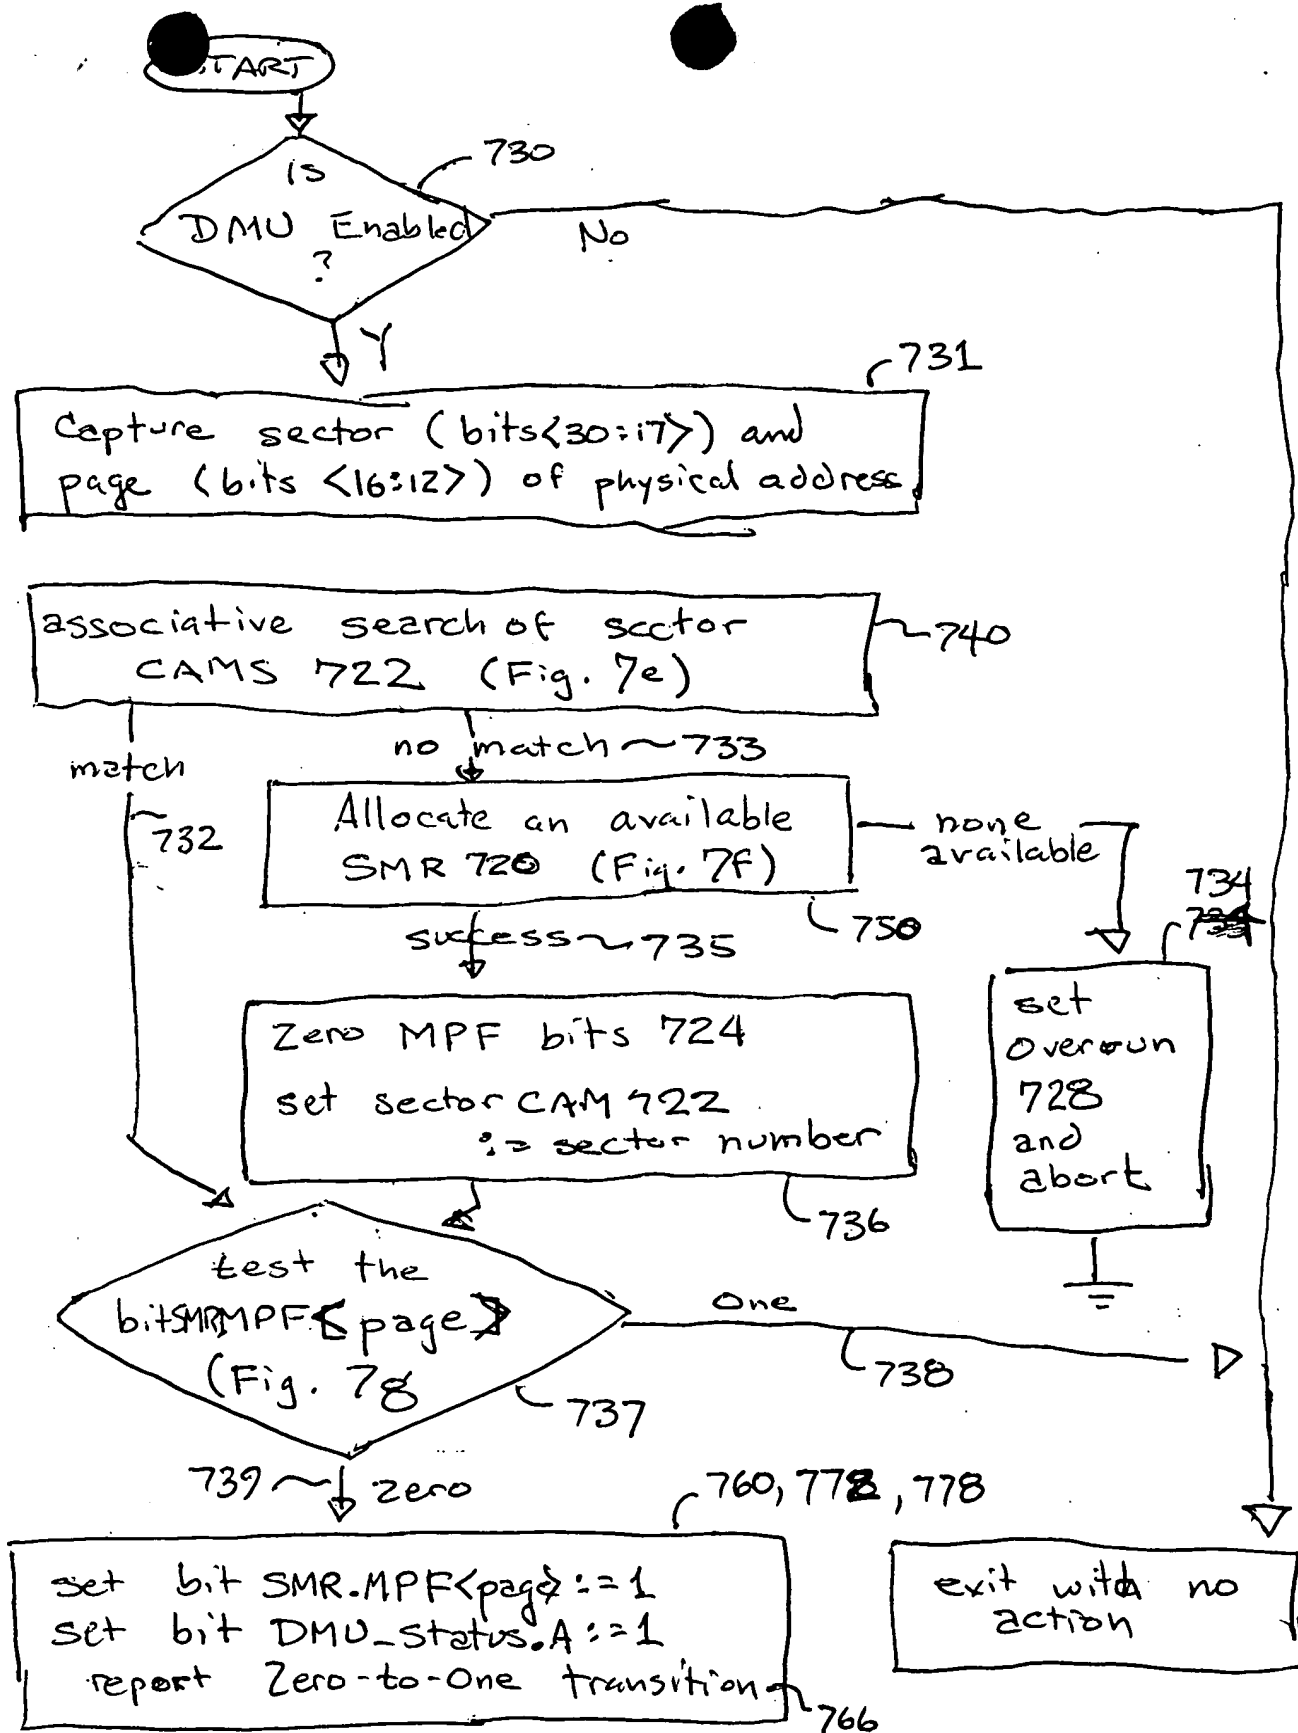 START
730
is
DMU Enabled
?
No
Y
731
Capture sector (bits<30:17>) and
page (bits <16:12>) of physical address
associative search of sector
CAMS 722 (Fig. 7e)
740
match
no match 733
732
Allocate an available
SMR 720 (Fig. 7f)
none
available
750
734
success 735
set
overrun
728
and
abort
Zero MPF bits 724
set sector CAM 722
:= sector number
736
test the
bit SMR.MPF<page>
(Fig. 7g
One
738
737
739
zero
760, 772, 778
set bit SMR.MPF<page> := 1
set bit DMU_Status.A := 1
report Zero-to-One transition
766
exit with no
action